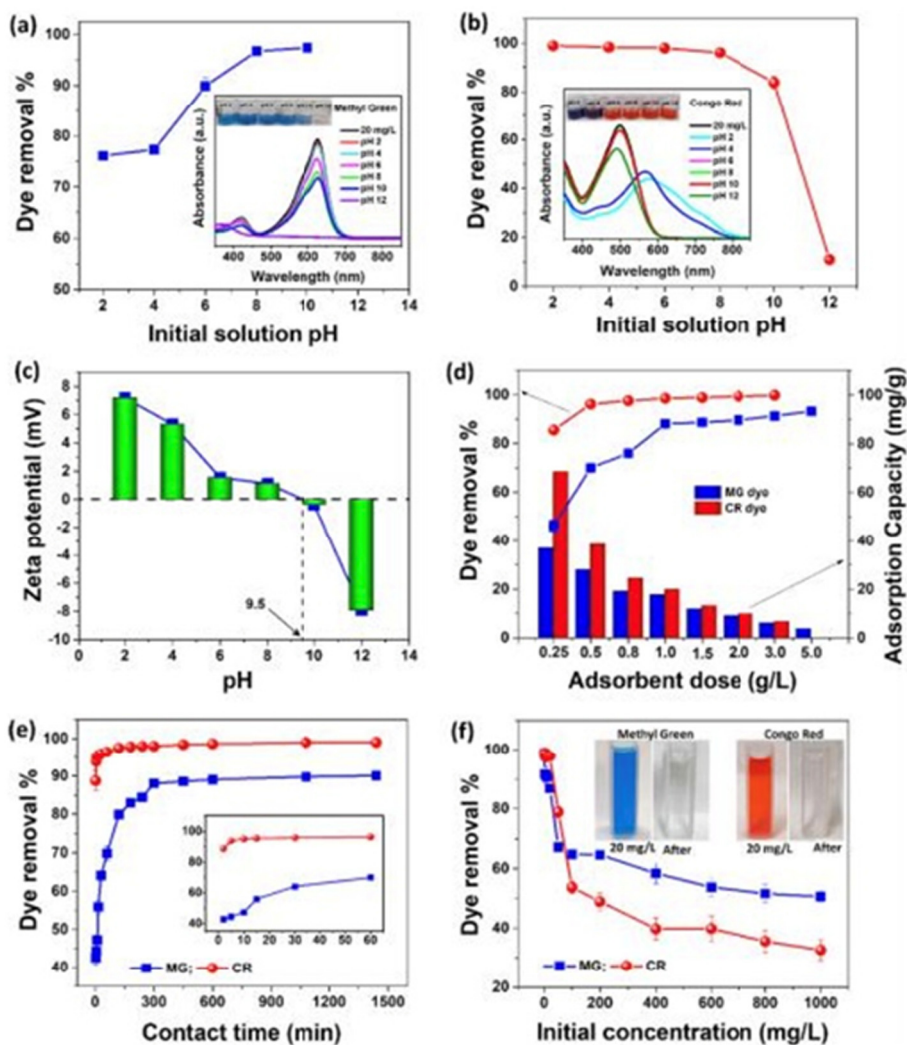 (a)
Dye removal %
100
90
80
70
60
50
2 4 6 8 10 12 14
Initial solution pH
Methyl Green
Absorbance (a.u.)
20 mg/L
pH 2
pH 4
pH 6
pH 8
pH 10
pH 12
400 500 600 700 800
Wavelength (nm)
(b)
Dye removal %
100
80
60
40
20
0
2 4 6 8 10 12
Initial solution pH
Congo Red
Absorbance (a.u.)
20 mg/L
pH 2
pH 4
pH 6
pH 8
pH 10
pH 12
400 500 600 700 800
Wavelength (nm)
(c)
Zeta potential (mV)
8
6
4
2
0
-2
-4
-6
-8
-10
9.5
0 2 4 6 8 10 12 14
pH
(d)
Dye removal %
100
80
60
40
20
0
MG dye
CR dye
Adsorption Capacity (mg/g)
100
80
60
40
20
0
0.25 0.5 0.8 1.0 1.5 2.0 3.0 5.0
Adsorbent dose (g/L)
(e)
Dye removal %
100
90
80
70
60
50
40
100
80
60
40
0 10 20 30 40 50 60
MG; CR
0 300 600 900 1200 1500
Contact time (min)
(f)
Dye removal %
100
80
60
40
20
Methyl Green
20 mg/L After
Congo Red
20 mg/L After
MG; CR
0 200 400 600 800 1000
Initial concentration (mg/L)